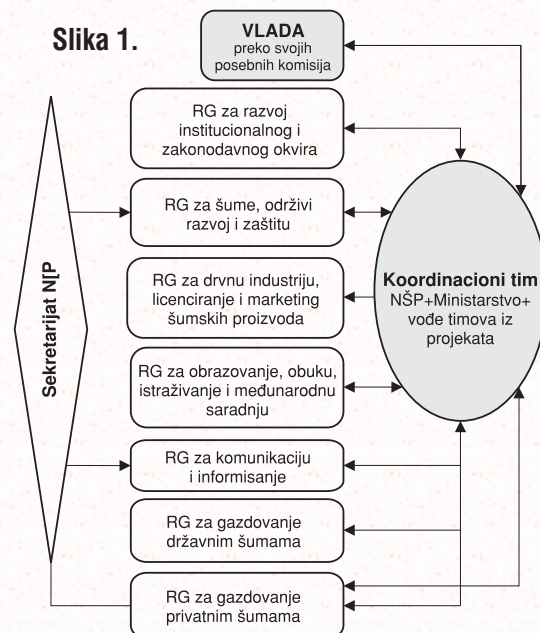 Slika 1.
VLADA
preko svojih
posebnih komisija
RG za razvoj
institucionalnog i
zakonodavnog okvira
RG za šume, održivi
razvoj i zaštitu
RG za drvnu industriju,
licenciranje i marketing
šumskih proizvoda
RG za obrazovanje, obuku,
istraživanje i međunarodnu
saradnju
RG za komunikaciju
i informisanje
RG za gazdovanje
državnim šumama
RG za gazdovanje
privatnim šumama
Sekretarijat N[P
Koordinacioni tim
NŠP+Ministarstvo+
vođe timova iz
projekata